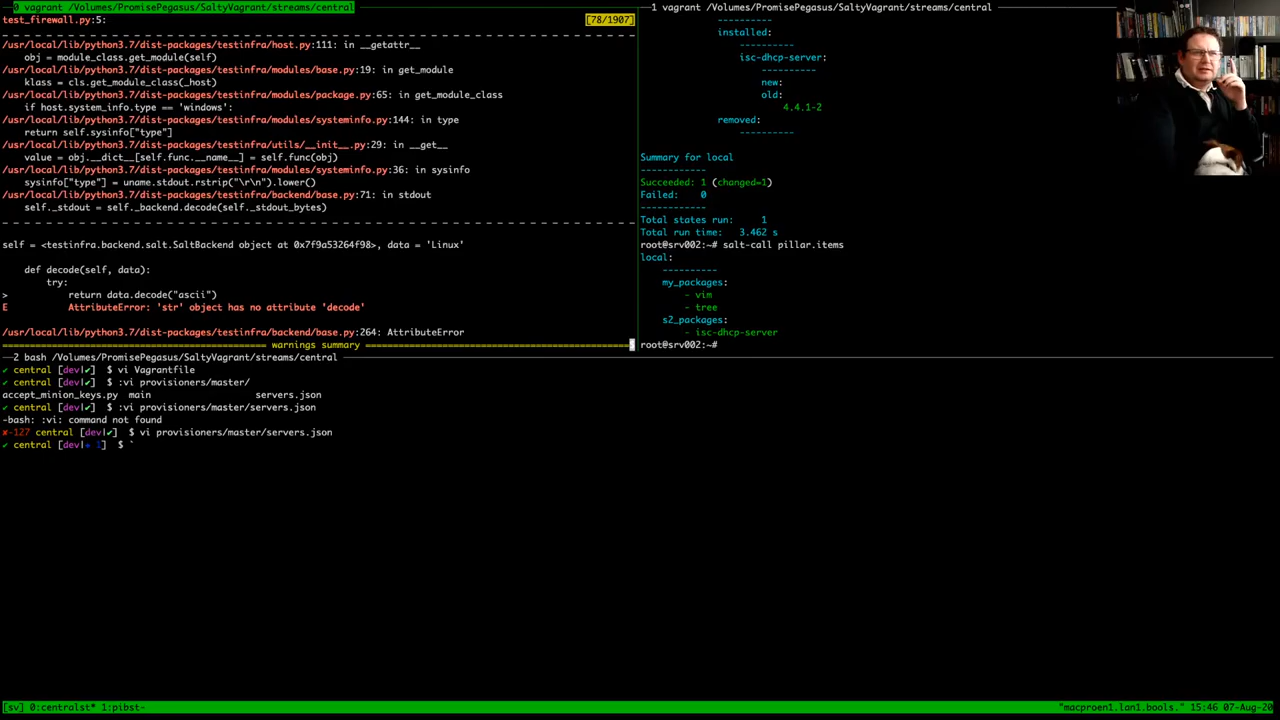 0 vagrant /Volumes/PromisePegasus/SaltyVagrant/streams/central
test_firewall.py:5:
[78/1907]
/usr/local/lib/python3.7/dist-packages/testinfra/host.py:111: in __getattr__
obj = module_class.get_module(self)
/usr/local/lib/python3.7/dist-packages/testinfra/modules/base.py:19: in get_module
klass = cls.get_module_class(_host)
/usr/local/lib/python3.7/dist-packages/testinfra/modules/package.py:65: in get_module_class
if host.system_info.type == 'windows':
/usr/local/lib/python3.7/dist-packages/testinfra/modules/systeminfo.py:144: in type
return self.sysinfo["type"]
/usr/local/lib/python3.7/dist-packages/testinfra/utils/__init__.py:29: in __get__
value = obj.__dict__[self.func.__name__] = self.func(obj)
/usr/local/lib/python3.7/dist-packages/testinfra/modules/systeminfo.py:36: in sysinfo
sysinfo["type"] = uname.stdout.rstrip("\r\n").lower()
/usr/local/lib/python3.7/dist-packages/testinfra/backend/base.py:71: in stdout
self._stdout = self._backend.decode(self._stdout_bytes)
self = <testinfra.backend.salt.SaltBackend object at 0x7f9a53264f98>, data = 'Linux'
def decode(self, data):
try:
> return data.decode("ascii")
E AttributeError: 'str' object has no attribute 'decode'
/usr/local/lib/python3.7/dist-packages/testinfra/backend/base.py:264: AttributeError
warnings summary
1 vagrant /Volumes/PromisePegasus/SaltyVagrant/streams/central
----------
installed:
----------
isc-dhcp-server:
----------
new:
old:
4.4.1-2
removed:
----------
Summary for local
------------
Succeeded: 1 (changed=1)
Failed: 0
------------
Total states run: 1
Total run time: 3.462 s
root@srv002:~# salt-call pillar.items
local:
----------
my_packages:
- vim
- tree
s2_packages:
- isc-dhcp-server
root@srv002:~#
2 bash /Volumes/PromisePegasus/SaltyVagrant/streams/central
✔ central [dev|✔] $ vi Vagrantfile
✔ central [dev|✔] $ :vi provisioners/master/
accept_minion_keys.py main servers.json
✔ central [dev|✔] $ :vi provisioners/master/servers.json
-bash: :vi: command not found
✘-127 central [dev|✔] $ vi provisioners/master/servers.json
✔ central [dev|✚ 1] $ `
[sv] 0:centralst* 1:pibst-
"macproen1.lan1.bools." 15:46 07-Aug-20